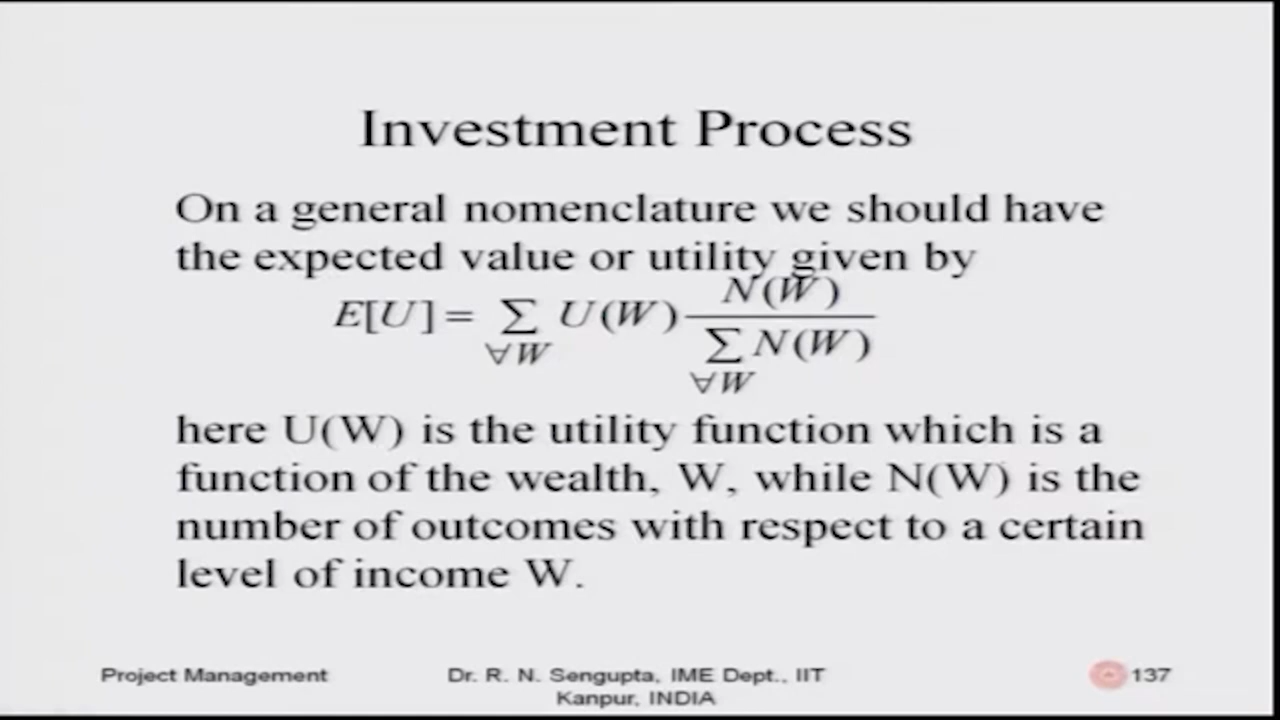 Investment Process
On a general nomenclature we should have
the expected value or utility given by
E[U] = ∑ U(W) N(W)
∀W ∑ N(W)
∀W
here U(W) is the utility function which is a
function of the wealth, W, while N(W) is the
number of outcomes with respect to a certain
level of income W.
Project Management Dr. R. N. Sengupta, IME Dept., IIT 137
Kanpur, INDIA